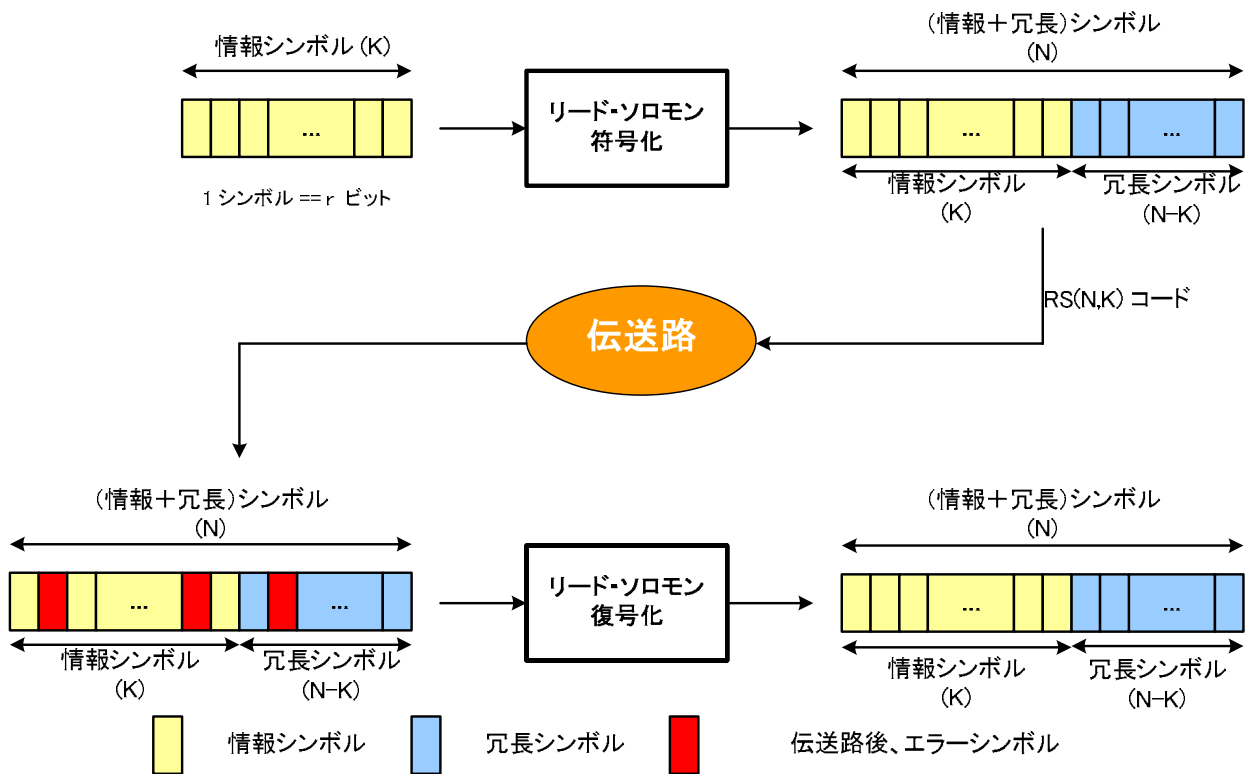 情報シンボル (K)
...
1 シンボル == r ビット
リード・ソロモン
符号化
(情報+冗長)シンボル
(N)
...
...
情報シンボル
(K)
冗長シンボル
(N-K)
RS(N,K) コード
伝送路
(情報+冗長)シンボル
(N)
...
...
情報シンボル
(K)
冗長シンボル
(N-K)
リード・ソロモン
復号化
(情報+冗長)シンボル
(N)
...
...
情報シンボル
(K)
冗長シンボル
(N-K)
情報シンボル
冗長シンボル
伝送路後、エラーシンボル